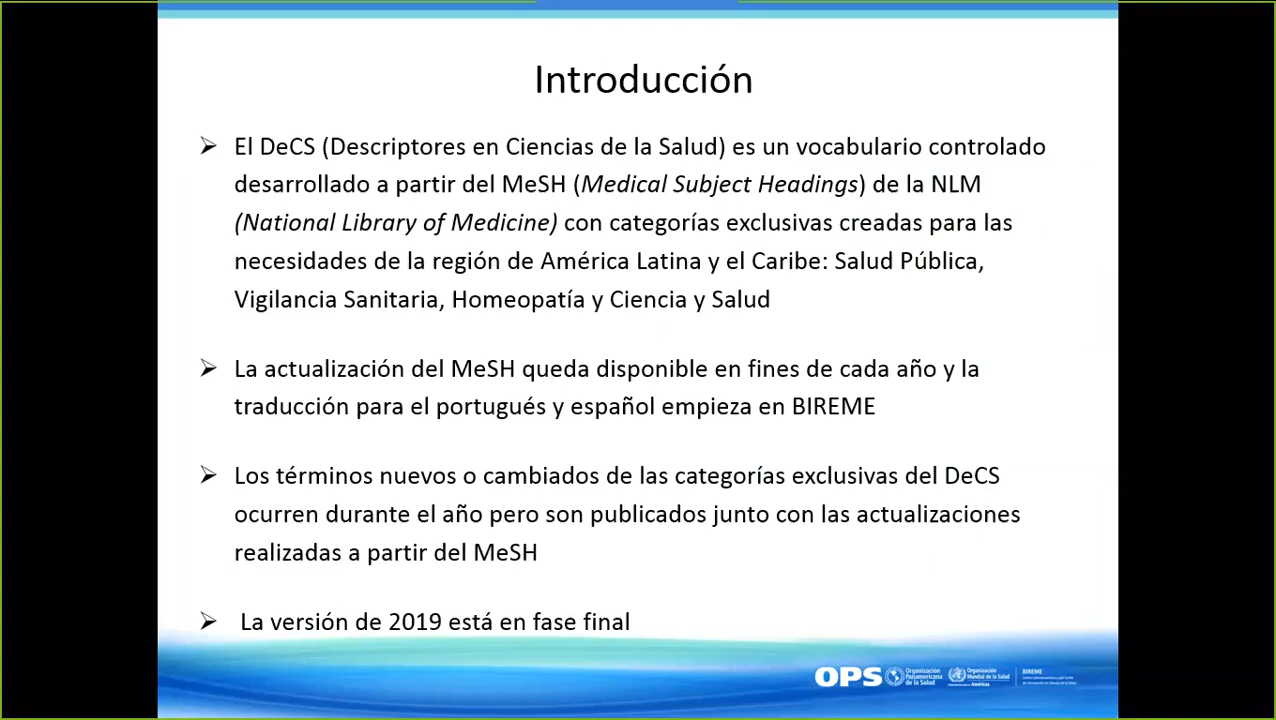 Introducción
➢ El DeCS (Descriptores en Ciencias de la Salud) es un vocabulario controlado
desarrollado a partir del MeSH (Medical Subject Headings) de la NLM
(National Library of Medicine) con categorías exclusivas creadas para las
necesidades de la región de América Latina y el Caribe: Salud Pública,
Vigilancia Sanitaria, Homeopatía y Ciencia y Salud
➢ La actualización del MeSH queda disponible en fines de cada año y la
traducción para el portugués y español empieza en BIREME
➢ Los términos nuevos o cambiados de las categorías exclusivas del DeCS
ocurren durante el año pero son publicados junto con las actualizaciones
realizadas a partir del MeSH
➢ La versión de 2019 está en fase final
OPS
Organización
Panamericana
de la Salud
Organización
Mundial de la Salud
Américas
BIREME